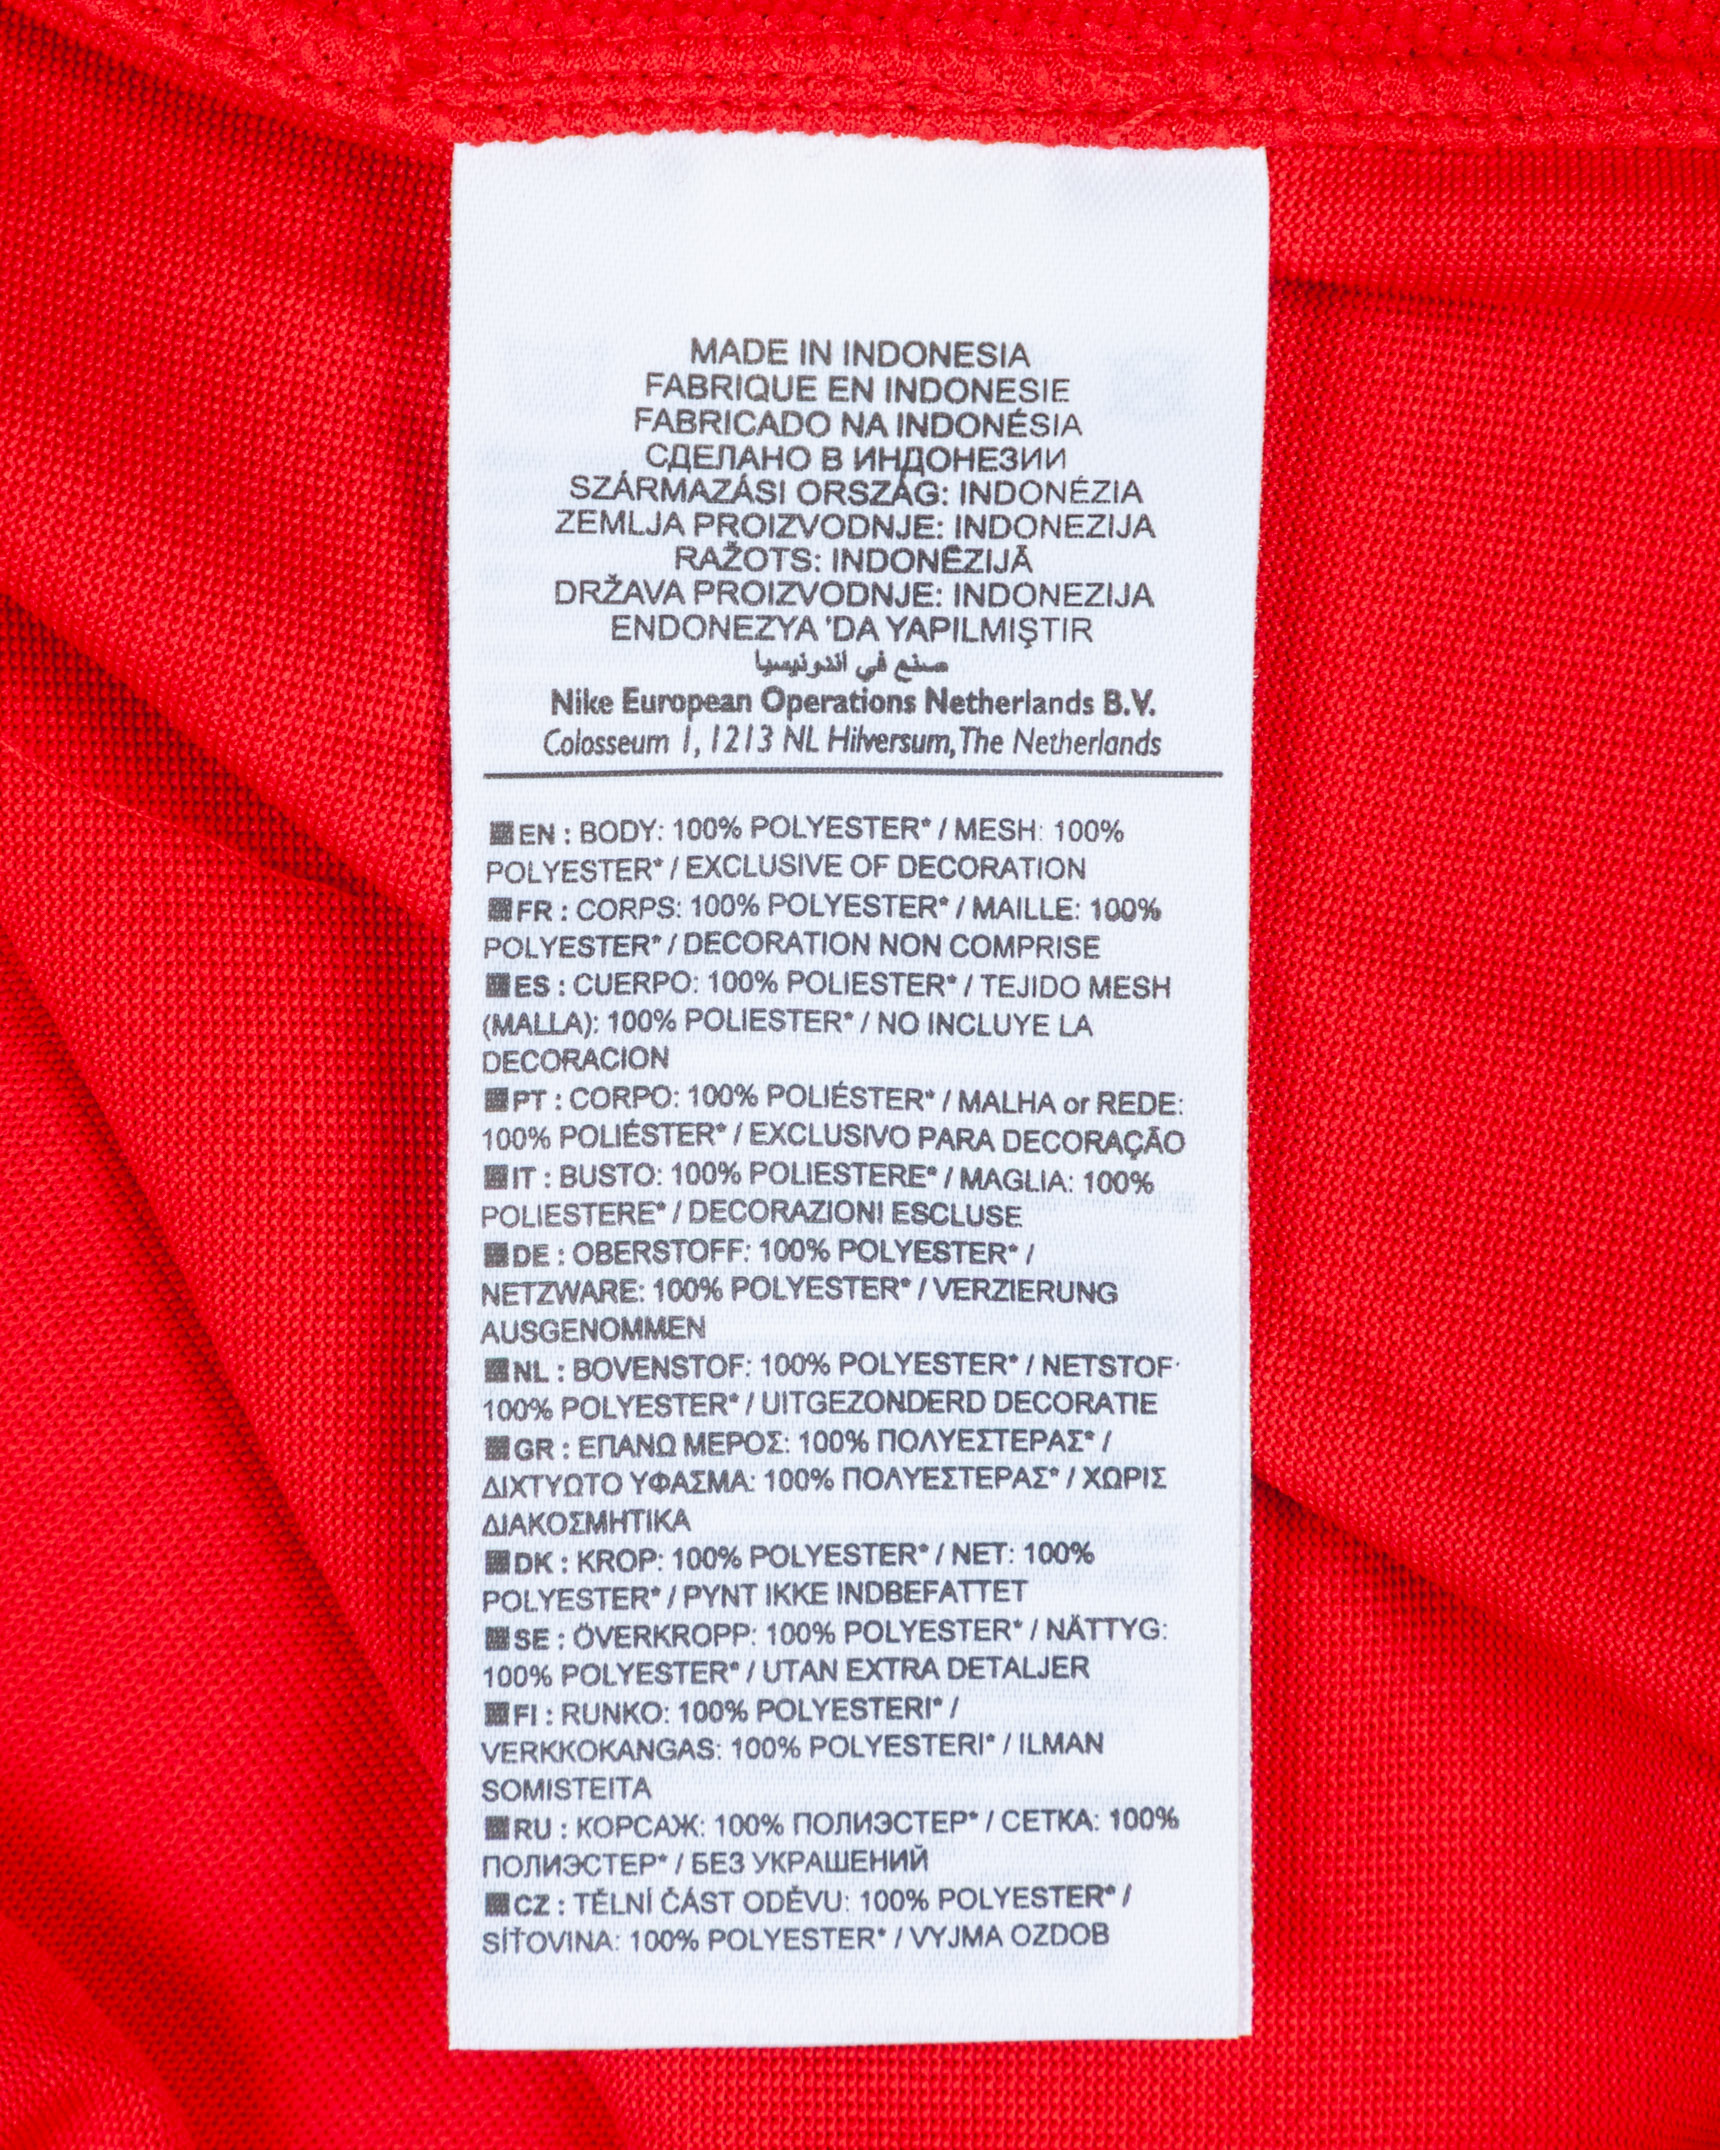 MADE IN INDONESIA
FABRIQUE EN INDONESIE
FABRICADO NA INDONÉSIA
СДЕЛАНО В ИНДОНЕЗИИ
SZÁRMAZÁSI ORSZÁG: INDONÉZIA
ZEMLJA PROIZVODNJE: INDONEZIJA
RAŽOTS: INDONĒZIJĀ
DRŽAVA PROIZVODNJE: INDONEZIJA
ENDONEZYA 'DA YAPILMIŞTIR
صنع في اندونيسيا
Nike European Operations Netherlands B.V.
Colosseum 1, 1213 NL Hilversum, The Netherlands
EN : BODY: 100% POLYESTER* / MESH: 100%
POLYESTER* / EXCLUSIVE OF DECORATION
FR : CORPS: 100% POLYESTER* / MAILLE: 100%
POLYESTER* / DECORATION NON COMPRISE
ES : CUERPO: 100% POLIESTER* / TEJIDO MESH
(MALLA): 100% POLIESTER* / NO INCLUYE LA
DECORACION
PT : CORPO: 100% POLIÉSTER* / MALHA or REDE:
100% POLIÉSTER* / EXCLUSIVO PARA DECORAÇÃO
IT : BUSTO: 100% POLIESTERE* / MAGLIA: 100%
POLIESTERE* / DECORAZIONI ESCLUSE
DE : OBERSTOFF: 100% POLYESTER* /
NETZWARE: 100% POLYESTER* / VERZIERUNG
AUSGENOMMEN
NL : BOVENSTOF: 100% POLYESTER* / NETSTOF
100% POLYESTER* / UITGEZONDERD DECORATIE
GR : ΕΠΑΝΩ ΜΕΡΟΣ: 100% ΠΟΛΥΕΣΤΕΡΑΣ* /
ΔΙΧΤΥΩΤΟ ΥΦΑΣΜΑ: 100% ΠΟΛΥΕΣΤΕΡΑΣ* / ΧΩΡΙΣ
ΔΙΑΚΟΣΜΗΤΙΚΑ
DK : KROP: 100% POLYESTER* / NET: 100%
POLYESTER* / PYNT IKKE INDBEFATTET
SE : ÖVERKROPP: 100% POLYESTER* / NÄTTYG:
100% POLYESTER* / UTAN EXTRA DETALJER
FI : RUNKO: 100% POLYESTERI* /
VERKKOKANGAS: 100% POLYESTERI* / ILMAN
SOMISTEITA
RU : КОРСАЖ: 100% ПОЛИЭСТЕР* / СЕТКА: 100%
ПОЛИЭСТЕР* / БЕЗ УКРАШЕНИЙ
CZ : TĚLNÍ ČÁST ODĚVU: 100% POLYESTER* /
SÍŤOVINA: 100% POLYESTER* / VYJMA OZDOB